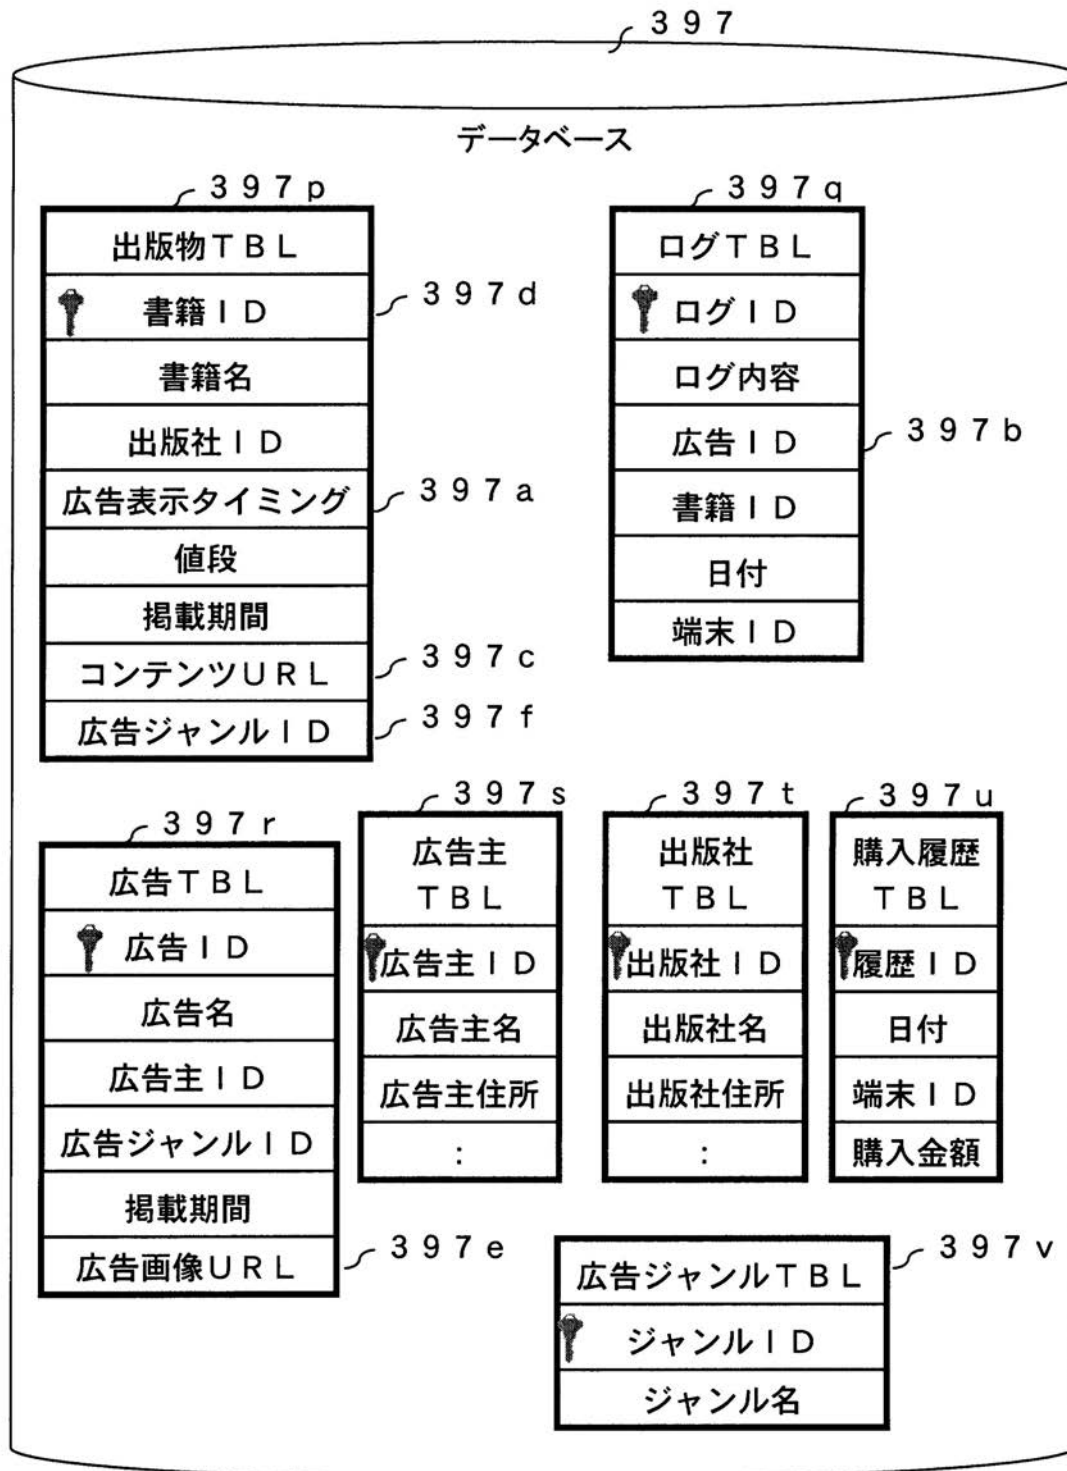 ３９７
データベース
３９７p
出版物ＴＢＬ
書籍ＩＤ
３９７d
書籍名
出版社ＩＤ
広告表示タイミング
３９７a
値段
掲載期間
コンテンツＵＲＬ
３９７c
広告ジャンルＩＤ
３９７f
３９７q
ログＴＢＬ
ログＩＤ
ログ内容
広告ＩＤ
３９７b
書籍ＩＤ
日付
端末ＩＤ
３９７r
広告ＴＢＬ
広告ＩＤ
広告名
広告主ＩＤ
広告ジャンルＩＤ
掲載期間
広告画像ＵＲＬ
３９７e
３９７s
広告主
ＴＢＬ
広告主ＩＤ
広告主名
広告主住所
：
３９７t
出版社
ＴＢＬ
出版社ＩＤ
出版社名
出版社住所
：
３９７u
購入履歴
ＴＢＬ
履歴ＩＤ
日付
端末ＩＤ
購入金額
３９７v
広告ジャンルＴＢＬ
ジャンルＩＤ
ジャンル名